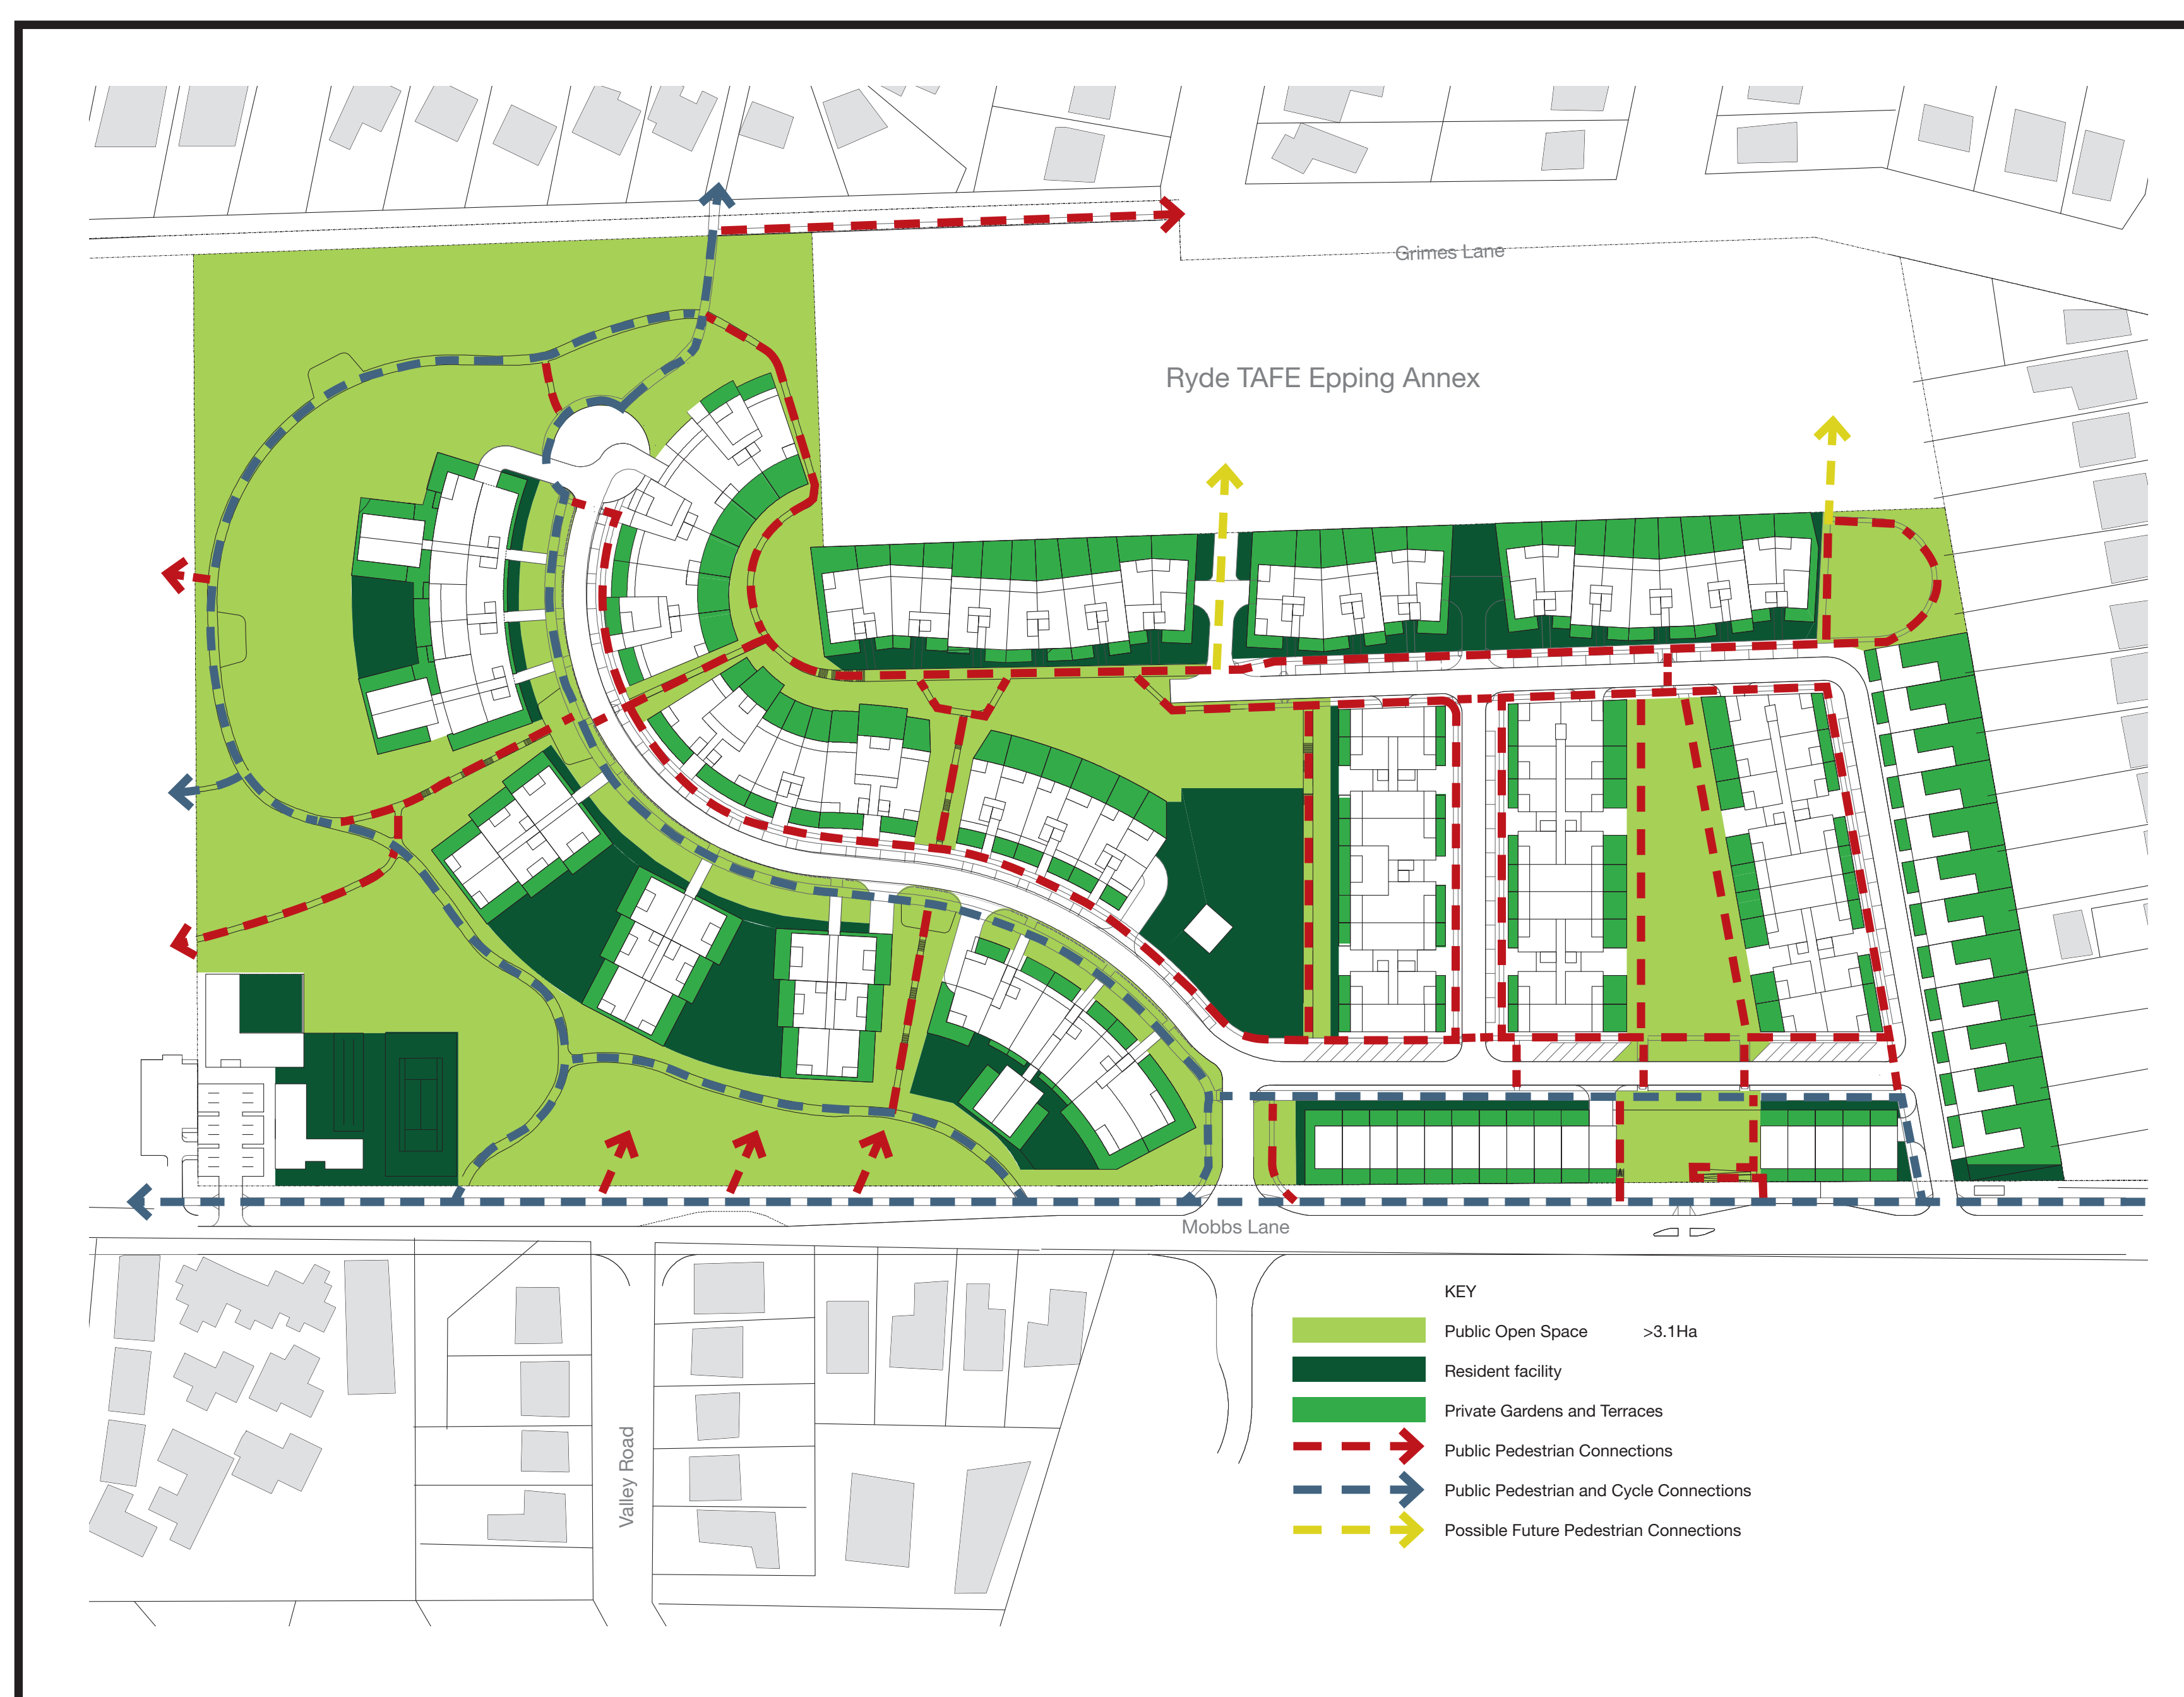 Grimes Lane
Ryde TAFE Epping Annex
Mobbs Lane
Valley Road
KEY
Public Open Space >3.1Ha
Resident facility
Private Gardens and Terraces
Public Pedestrian Connections
Public Pedestrian and Cycle Connections
Possible Future Pedestrian Connections